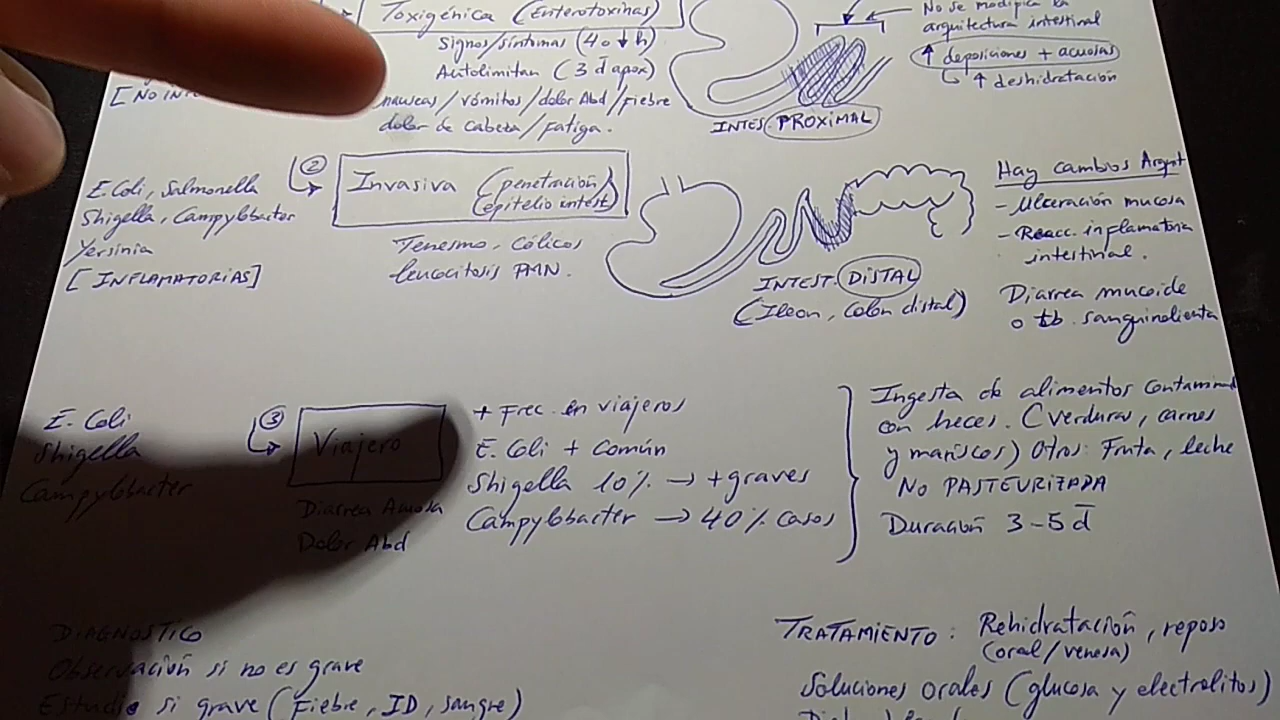 Toxigénica (Enterotoxinas)
Signos/síntomas (4 o ↓ h)
Autolimitan (3 d̄ apox)
nauseas/vómitos/dolor Abd/fiebre
dolor de cabeza/fatiga.
[NO IN
No se modifica la
arquitectura intestinal
↑ deposiciones + acuosas
↑ deshidratación
INTES. PROXIMAL
E. Coli, Salmonella
Shigella, Campylobacter
Yersinia
[INFLAMATORIAS]
② Invasiva (penetración
epitelio intest)
Tenesmo, cólicos
leucocitosis PMN.
INTEST. DISTAL
(Ileon, Colon distal)
Hay cambios Arquit
- Ulceración mucosa
- Reacc. inflamatoria
intestinal.
Diarrea mucoide
o tb. sanguinolienta
E. Coli
Shigella
Campylobacter
③ Viajero
Diarrea Acuosa
Dolor Abd
+ Frec. en viajeros
E. Coli + común
Shigella 10% → + graves
Campylobacter → 40% casos
Ingesta de alimentos contaminad
con heces. (verduras, carnes
y mariscos) Otros: Fruta, leche
NO PASTEURIZADA
Duración 3-5 d̄
DIAGNOSTICO
Observación si no es grave
Estudio si grave (Fiebre, ID, sangre)
TRATAMIENTO: Rehidratación, reposo
(oral/venosa)
Soluciones orales (glucosa y electrolitos)